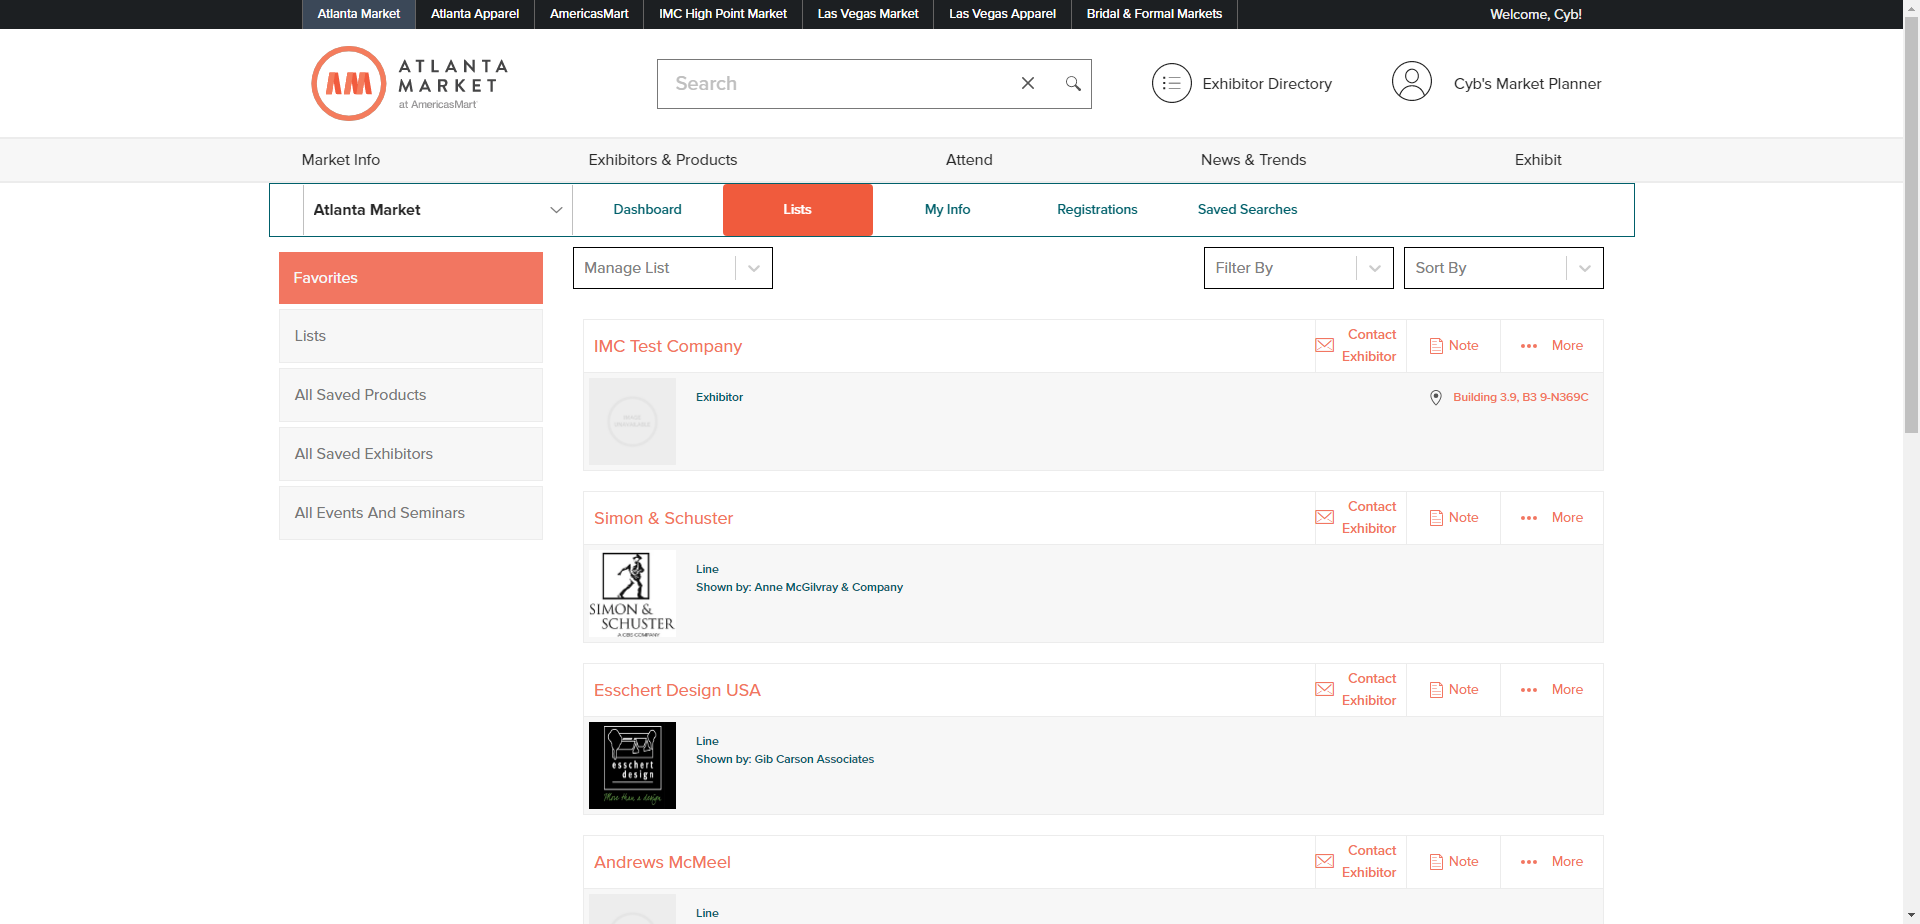 Atlanta Market
Atlanta Apparel
AmericasMart
IMC High Point Market
Las Vegas Market
Las Vegas Apparel
Bridal & Formal Markets
Welcome, Cyb!
AM
ATLANTA
MARKET
at AmericasMart
Search
Exhibitor Directory
Cyb's Market Planner
Market Info
Exhibitors & Products
Attend
News & Trends
Exhibit
Atlanta Market
Dashboard
Lists
My Info
Registrations
Saved Searches
Favorites
Lists
All Saved Products
All Saved Exhibitors
All Events And Seminars
Manage List
Filter By
Sort By
IMC Test Company
Contact
Exhibitor
Note
More
Exhibitor
Building 3.9, B3 9-N369C
Simon & Schuster
Contact
Exhibitor
Note
More
SIMON &
SCHUSTER
A CBS COMPANY
Line
Shown by: Anne McGilvray & Company
Esschert Design USA
Contact
Exhibitor
Note
More
esschert
design
More than a design
Line
Shown by: Gib Carson Associates
Andrews McMeel
Contact
Exhibitor
Note
More
Line